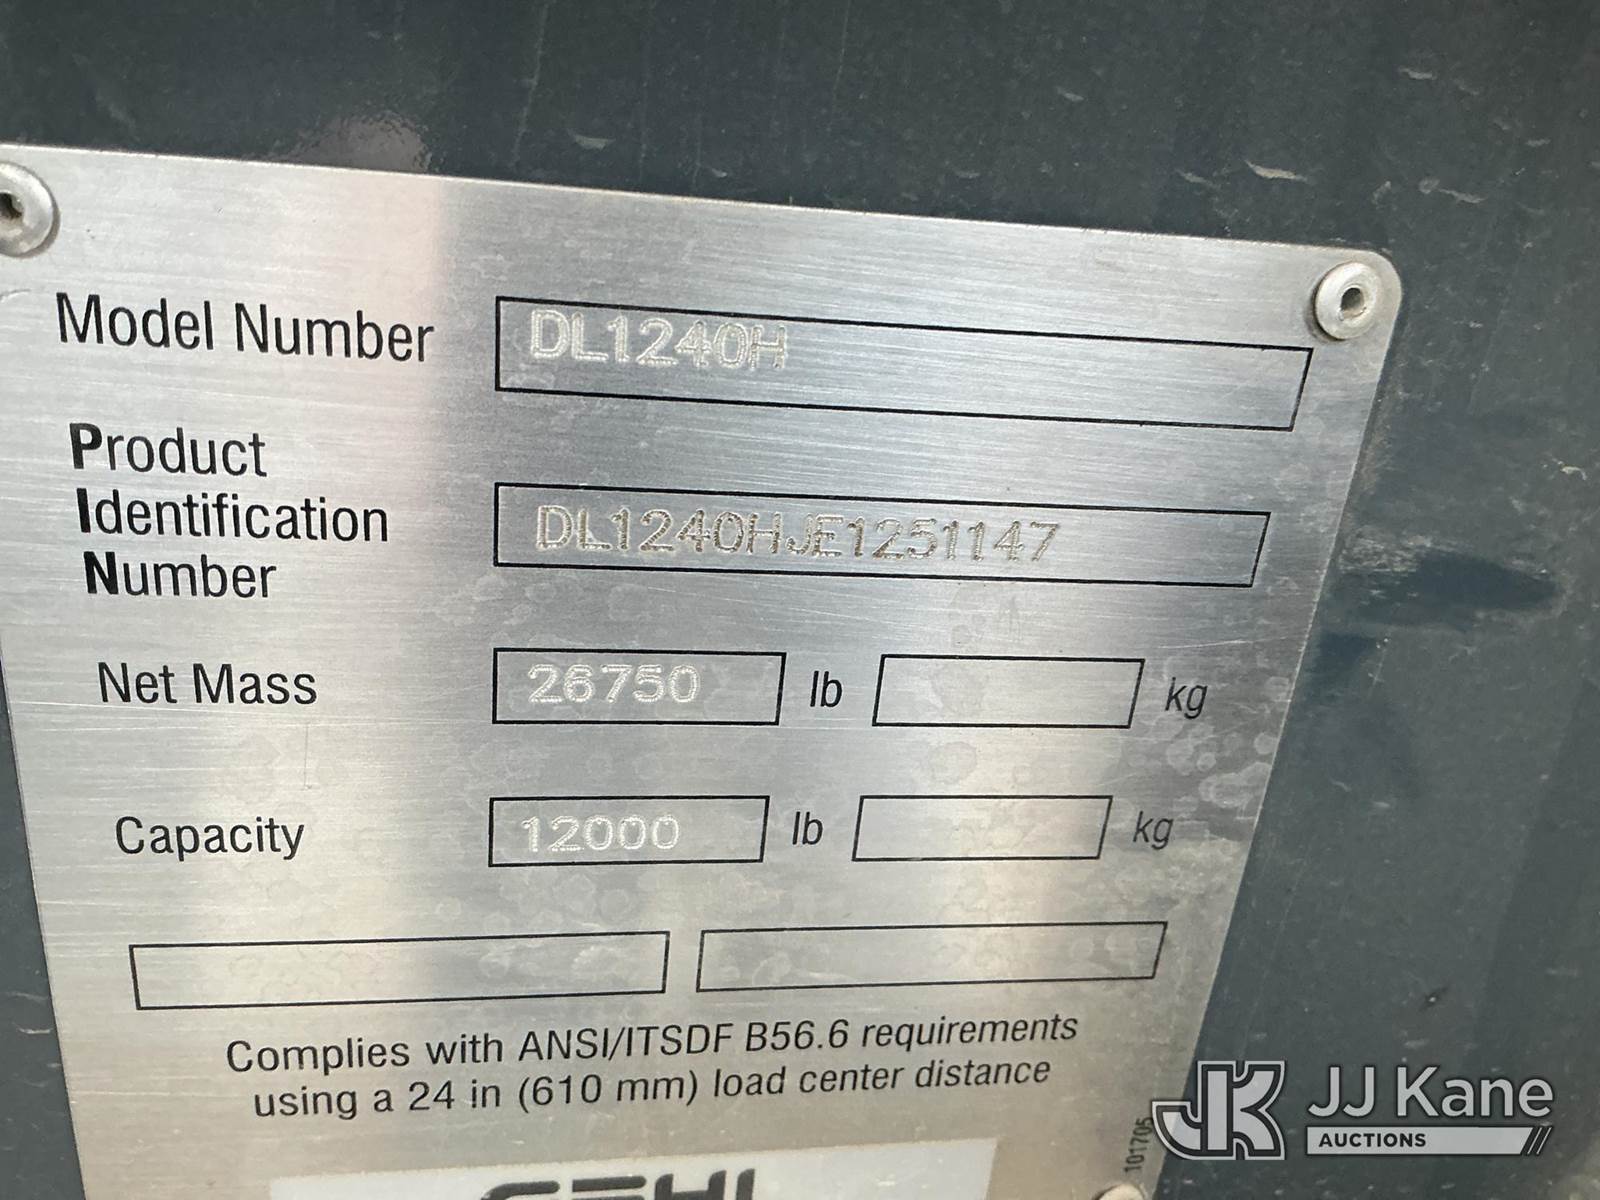 Model Number DL1240H
Product
Identification DL1240HJE1251147
Number
Net Mass 26750 lb kg
Capacity 12000 lb kg
Complies with ANSI/ITSDF B56.6 requirements
using a 24 in (610 mm) load center distance
101705
JJ Kane
AUCTIONS